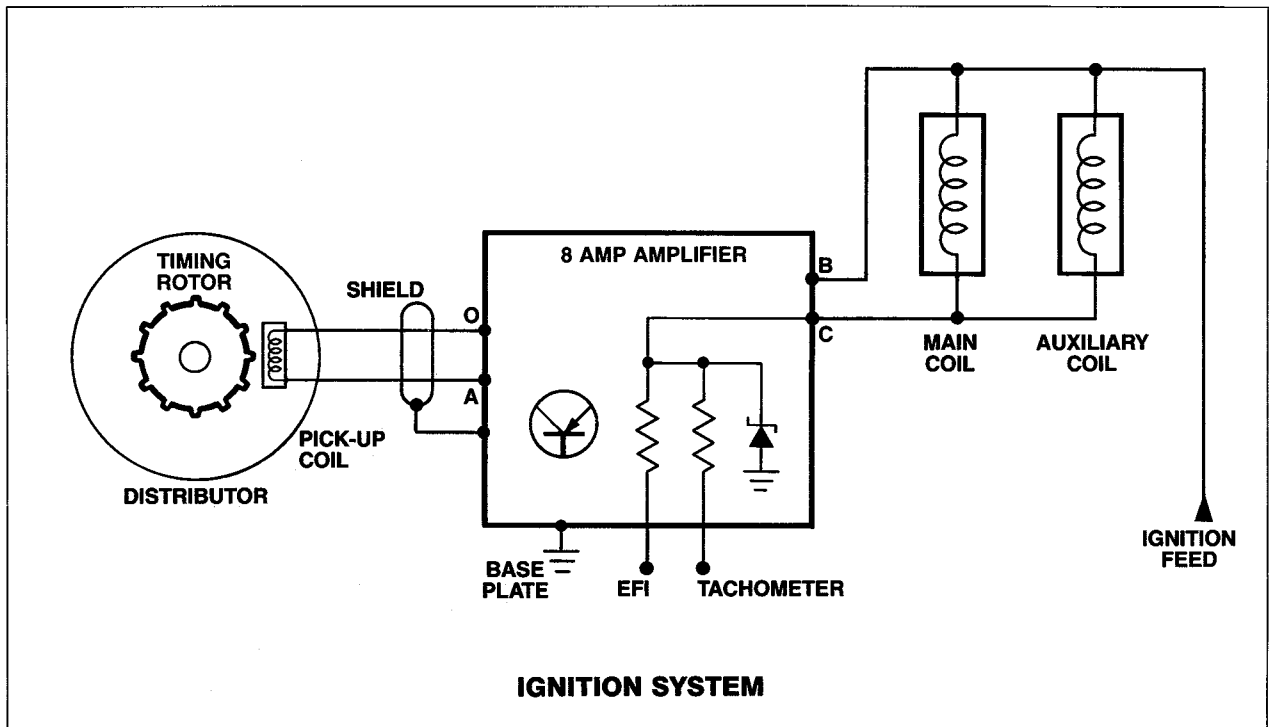 8 AMP AMPLIFIER
B
C
TIMING
ROTOR
SHIELD
O
A
MAIN
COIL
AUXILIARY
COIL
PICK-UP
COIL
DISTRIBUTOR
BASE
PLATE
EFI
TACHOMETER
IGNITION
FEED
IGNITION SYSTEM